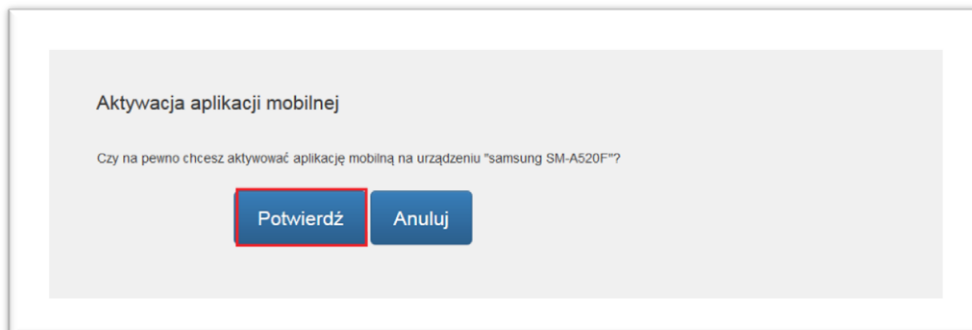 Aktywacja aplikacji mobilnej
Czy na pewno chcesz aktywować aplikację mobilną na urządzeniu "samsung SM-A520F"?
Potwierdź Anuluj